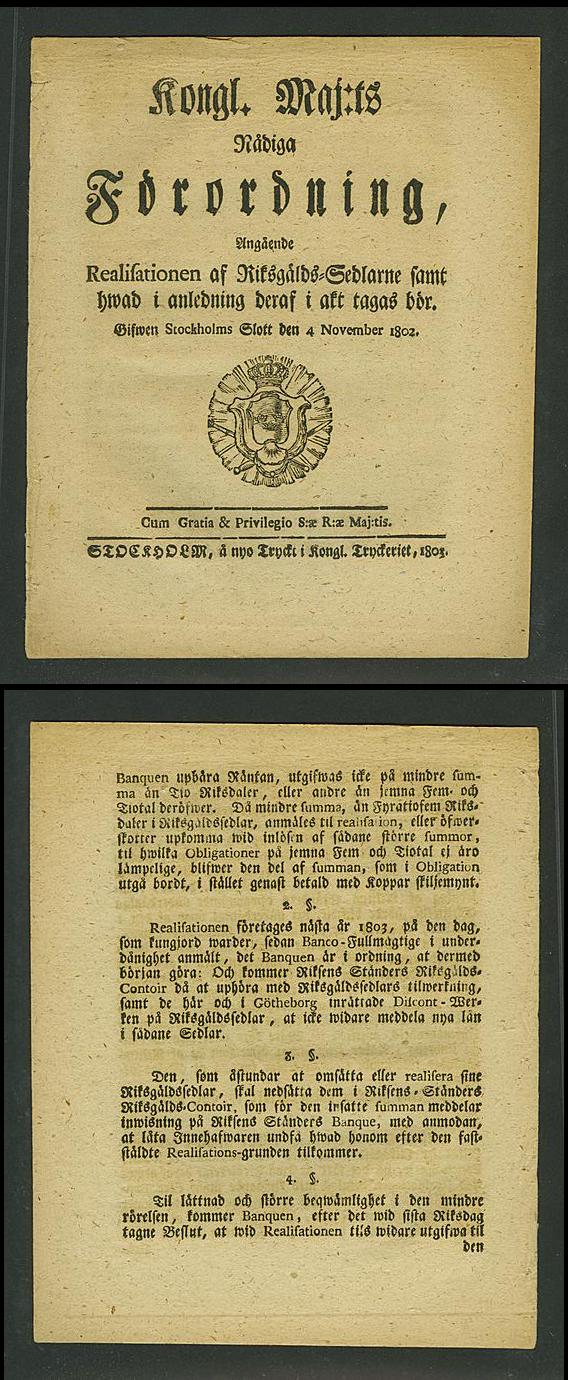 Kongl. Maj:ts
Nådiga
Förordning,
Angående
Realisationen af Riksgälds-Sedlarne samt
hwad i anledning deraf i akt tagas bör.
Gifwen Stockholms Slott den 4 November 1802.
Cum Gratia & Privilegio S:æ R:æ Maj:tis.
STOCKHOLM, å nyo Tryckt i Kongl. Tryckeriet, 1803.
Banquen upbära Räntan, utgifwas icke på mindre sum-
ma än Tio Riksdaler, eller andre än jemna Fem- och
Tiotal deröfwer. Då mindre summa, än Fyratiofem Riks-
daler i Riksgäldssedlar, anmäles til realisation, eller öfwer-
skotter upkomma wid inlösen af sådane större summor,
til hwilka Obligationer på jemna Fem och Tiotal ej äro
lämpelige, blifwer den del af summan, som i Obligation
utgå bordt, i stället genast betald med Koppar skiljemynt.
2. §.
Realisationen företages nästa år 1803, på den dag,
som kungjord warder, sedan Banco-Fullmägtige i under-
dånighet anmält, det Banquen är i ordning, at dermed
början göra: Och kommer Riksens Ständers Riksgälds-
Contoir då at uphöra med Riksgäldssedlars tilwerkning,
samt de här och i Götheborg inrättade Discont-Wer-
ken på Riksgäldssedlar, at icke widare meddela nya lån
i sådane Sedlar.
3. §.
Den, som åstundar at omsätta eller realisera sine
Riksgäldssedlar, skal nedsätta dem i Riksens-Ständers
Riksgälds-Contoir, som för den insatte summan meddelar
inwisning på Riksens Ständers Banque, med anmodan,
at låta Innehafwaren undfå hwad honom efter den fast-
ställdte Realisations-grunden tilkommer.
4. §.
Til lättnad och större beqwämlighet i den mindre
rörelsen, kommer Banquen, efter det wid sista Riksdag
tagne Beslut, at wid Realisationen tils widare utgifwa til
den